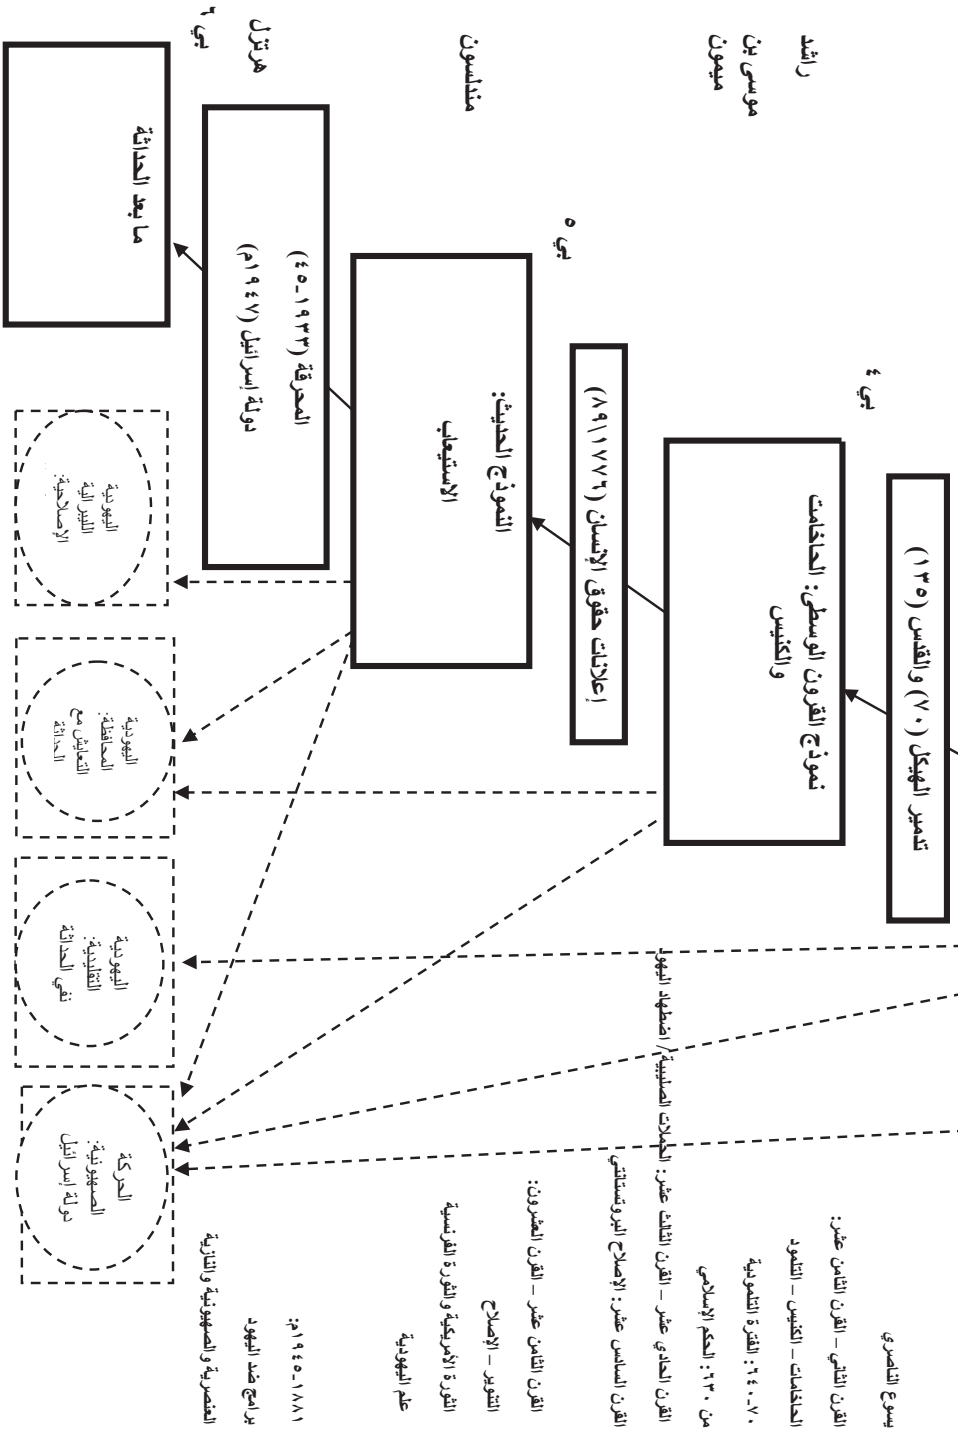 يسوع الناصري
القرن الثاني – القرن الثامن عشر:
الحاخامات – الكنيس – التلمود
٧٠-٦٤٠: الفترة التلمودية
من ٦٣٠: الحكم الإسلامي
القرن الحادي عشر – القرن الثالث عشر: الحملات الصليبية / اضطهاد اليهو
القرن السادس عشر: الإصلاح البروتستانتي
القرن الثامن عشر – القرن العشرون:
التنوير – الإصلاح
الثورة الأمريكية والثورة الفرنسية
علم اليهودية
١٨٨١-١٩٤٥م:
برامج ضد اليهود
العنصرية والصهيونية والنازية
تدمير الهيكل (٧٠) والقدس (١٣٥)
بي ٤
نموذج القرون الوسطى: الحاخامت
والكنيس
راشد
موسى بن
ميمون
إعلانات حقوق الإنسان (١٧٧٦\٨٩)
بي ٥
النموذج الحديث:
الاستيعاب
مندلسون
المحرقة (١٩٣٣-٤٥)
دولة إسرائيل (١٩٤٧م)
هرتزل
بي ٦
ما بعد الحداثة
الحركة
الصهيونية:
دولة إسرائيل
اليهودية
التقليدية:
نفي الحداثة
اليهودية
المحافظة:
التعايش مع
الحداثة
اليهودية
الليبرالية
الإصلاحية: